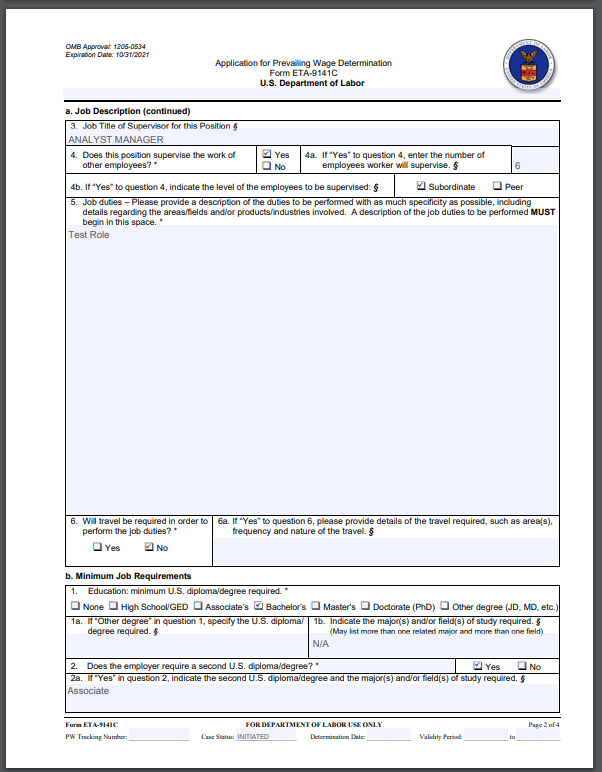 OMB Approval: 1205-0534
Expiration Date: 10/31/2021
Application for Prevailing Wage Determination
Form ETA-9141C
U.S. Department of Labor
a. Job Description (continued)
3. Job Title of Supervisor for this Position §
ANALYST MANAGER
4. Does this position supervise the work of
other employees? *
Yes
No
4a. If "Yes" to question 4, enter the number of
employees worker will supervise. §
6
4b. If "Yes" to question 4, indicate the level of the employees to be supervised: §
Subordinate
Peer
5. Job duties – Please provide a description of the duties to be performed with as much specificity as possible, including
details regarding the areas/fields and/or products/industries involved. A description of the job duties to be performed MUST
begin in this space. *
Test Role
6. Will travel be required in order to
perform the job duties? *
Yes
No
6a. If "Yes" to question 6, please provide details of the travel required, such as area(s),
frequency and nature of the travel. §
b. Minimum Job Requirements
1. Education: minimum U.S. diploma/degree required. *
None High School/GED Associate's Bachelor's Master's Doctorate (PhD) Other degree (JD, MD, etc.)
1a. If "Other degree" in question 1, specify the U.S. diploma/
degree required. §
1b. Indicate the major(s) and/or field(s) of study required. §
(May list more than one related major and more than one field)
N/A
2. Does the employer require a second U.S. diploma/degree? *
Yes
No
2a. If "Yes" in question 2, indicate the second U.S. diploma/degree and the major(s) and/or field(s) of study required. §
Associate
Form ETA-9141C
FOR DEPARTMENT OF LABOR USE ONLY
Page 2 of 4
PW Tracking Number:
Case Status: INITIATED
Determination Date:
Validity Period:
to